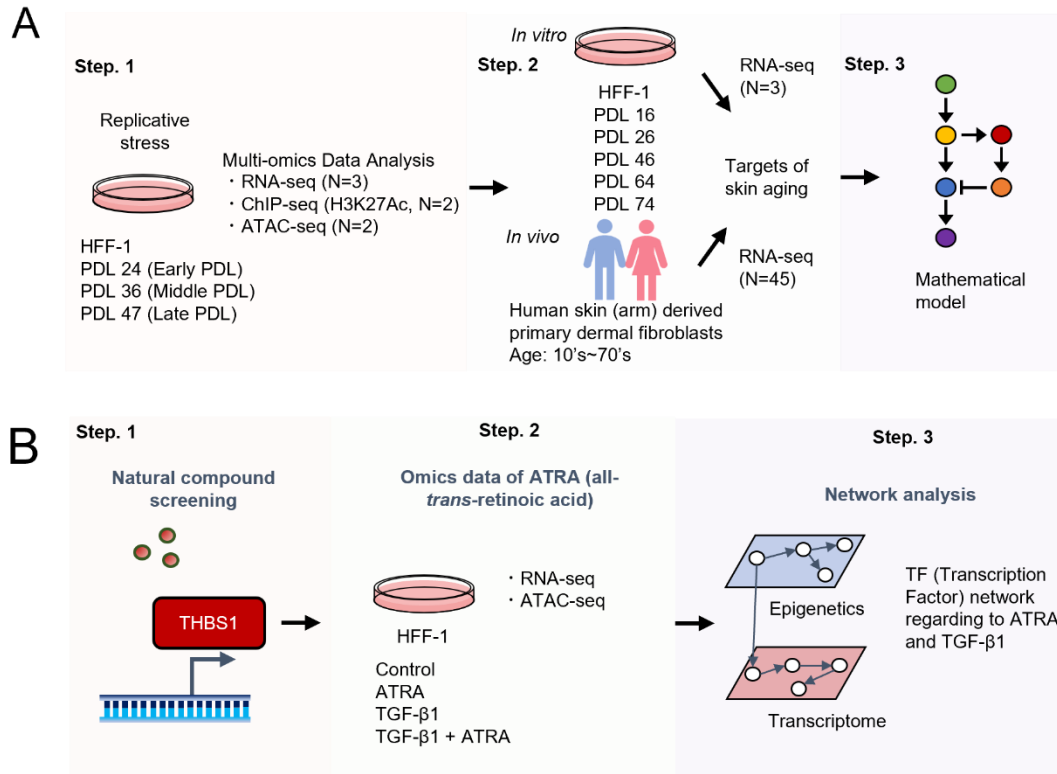 A
Step. 1
Replicative
stress
Multi-omics Data Analysis
・RNA-seq (N=3)
・ChIP-seq (H3K27Ac, N=2)
・ATAC-seq (N=2)
HFF-1
PDL 24 (Early PDL)
PDL 36 (Middle PDL)
PDL 47 (Late PDL)
Step. 2
In vitro
HFF-1
PDL 16
PDL 26
PDL 46
PDL 64
PDL 74
In vivo
Human skin (arm) derived
primary dermal fibroblasts
Age: 10’s~70’s
RNA-seq
(N=3)
Targets of
skin aging
RNA-seq
(N=45)
Step. 3
Mathematical
model
B
Step. 1
Natural compound
screening
THBS1
Step. 2
Omics data of ATRA (all-
trans-retinoic acid)
・RNA-seq
・ATAC-seq
HFF-1
Control
ATRA
TGF-β1
TGF-β1 + ATRA
Step. 3
Network analysis
Epigenetics
Transcriptome
TF (Transcription
Factor) network
regarding to ATRA
and TGF-β1